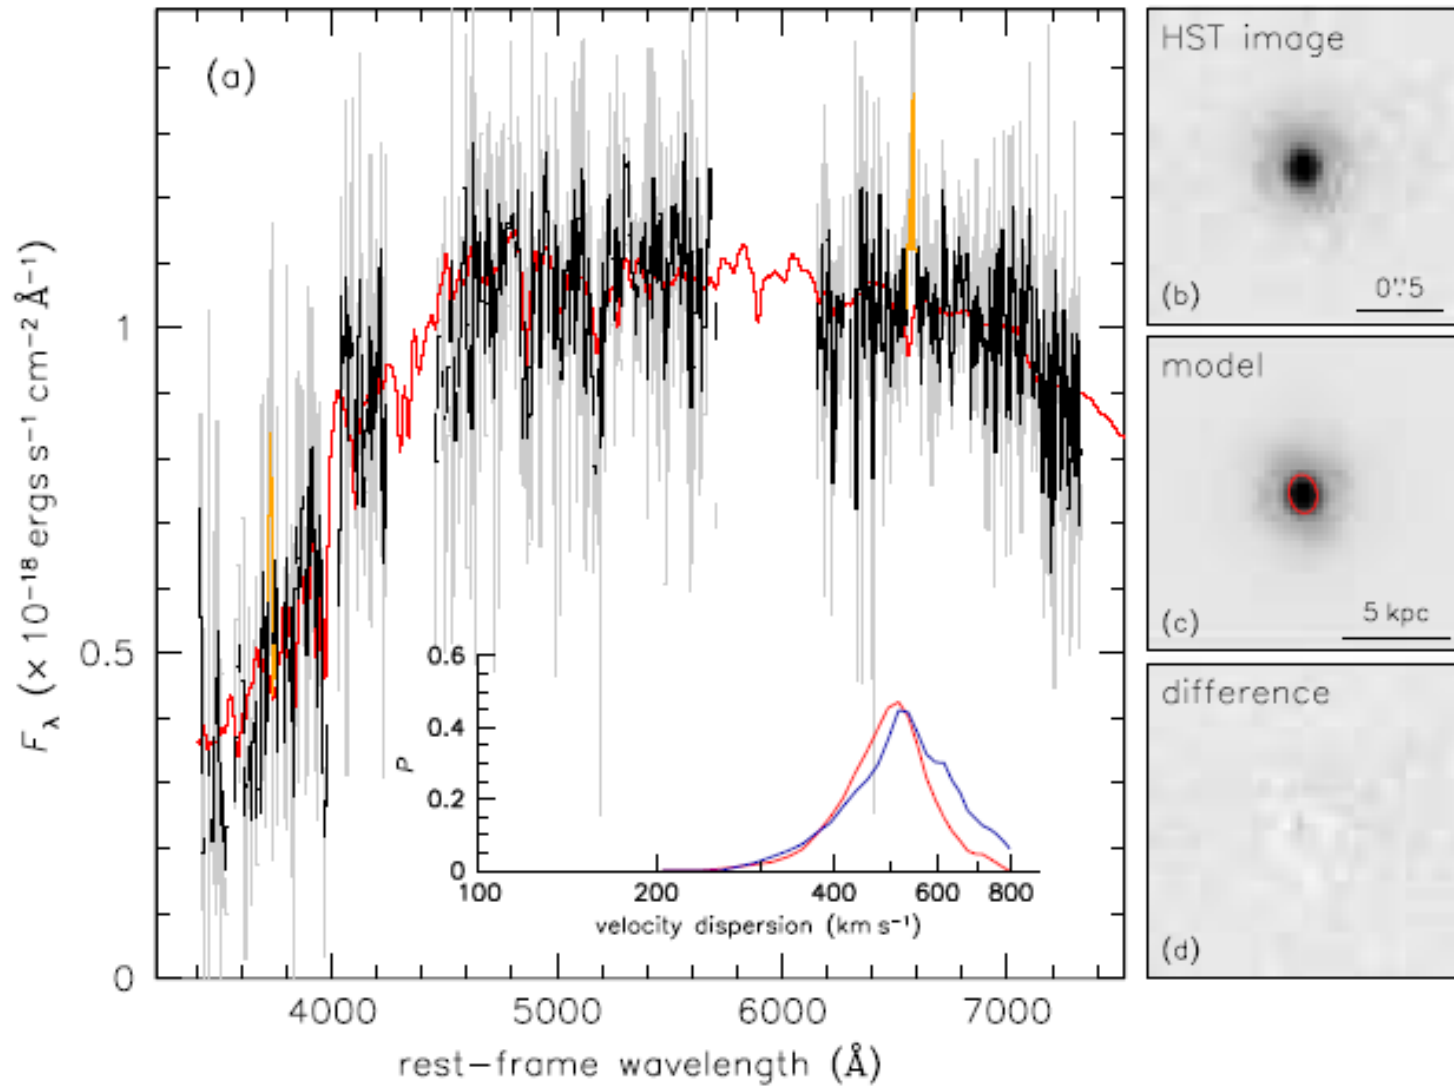 (a)
1
0.5
0
F_λ (× 10⁻¹⁸ ergs s⁻¹ cm⁻² Å⁻¹)
4000 5000 6000 7000
rest−frame wavelength (Å)
0.6
0.4
0.2
0
P
100 200 400 600 800
velocity dispersion (km s⁻¹)
HST image
(b) 0".5
model
(c) 5 kpc
difference
(d)